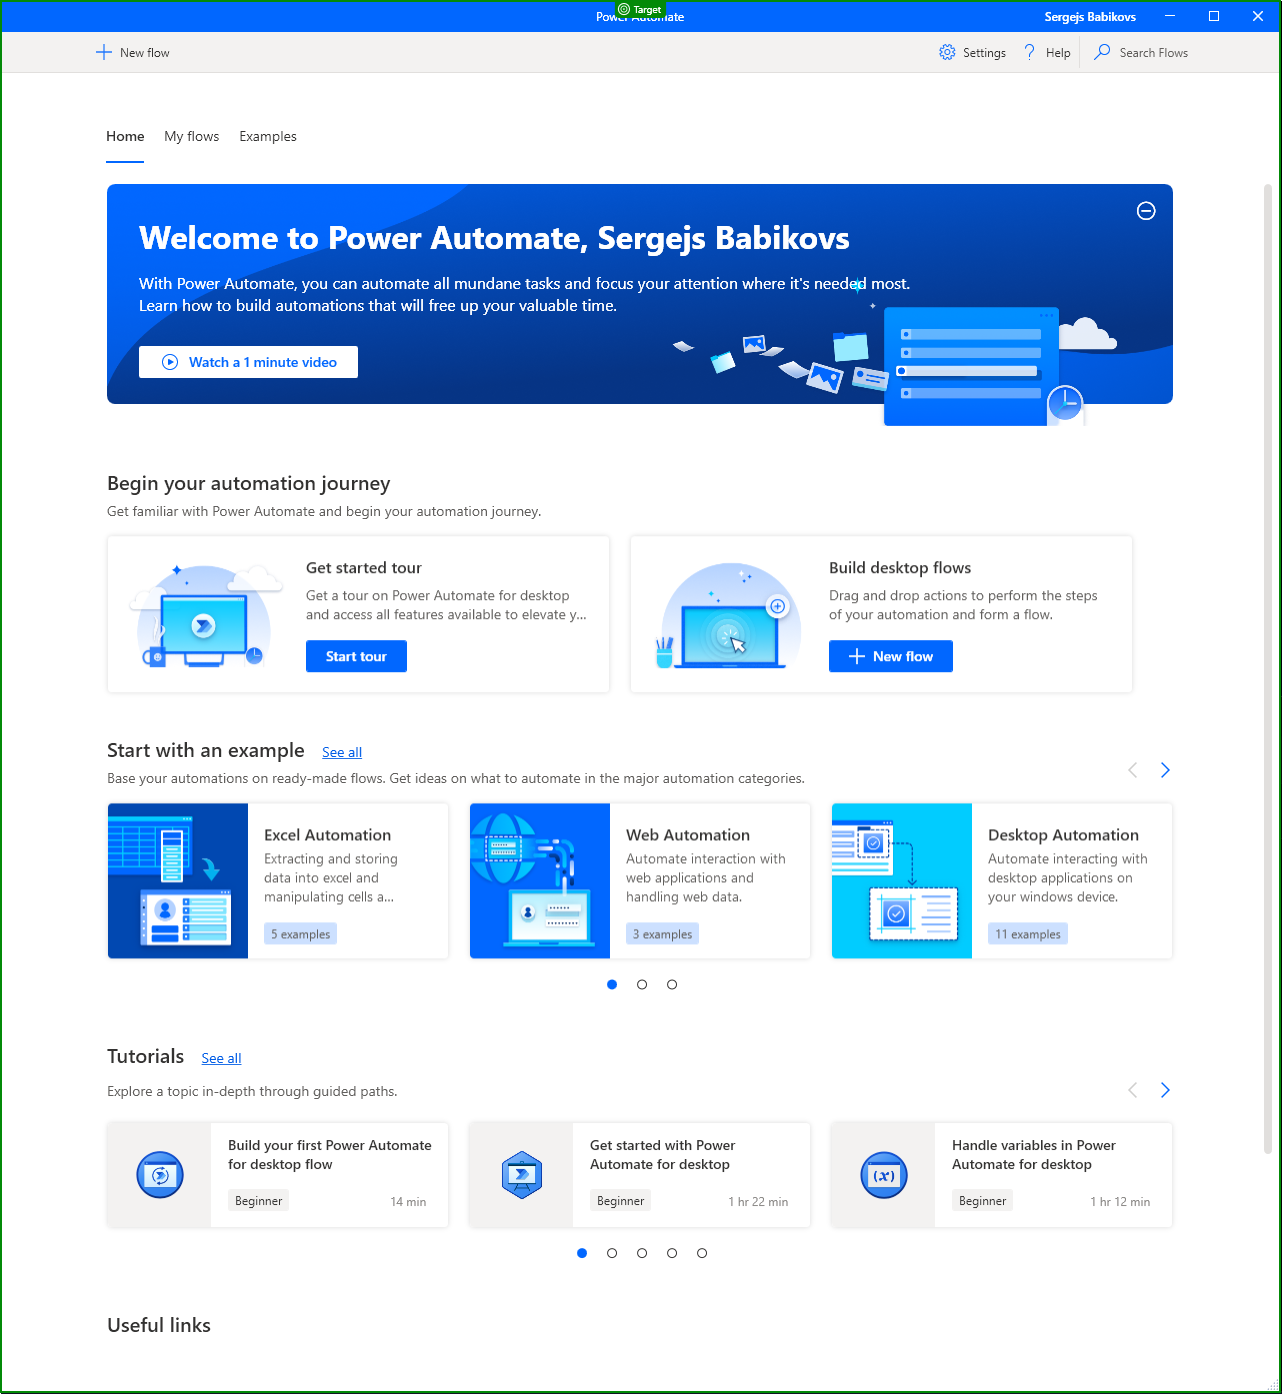 Target
Power Automate
Sergejs Babikovs
New flow
Settings
Help
Search Flows
Home
My flows
Examples
Welcome to Power Automate, Sergejs Babikovs
With Power Automate, you can automate all mundane tasks and focus your attention where it's needed most.
Learn how to build automations that will free up your valuable time.
Watch a 1 minute video
Begin your automation journey
Get familiar with Power Automate and begin your automation journey.
Get started tour
Get a tour on Power Automate for desktop
and access all features available to elevate y...
Start tour
Build desktop flows
Drag and drop actions to perform the steps
of your automation and form a flow.
New flow
Start with an example
See all
Base your automations on ready-made flows. Get ideas on what to automate in the major automation categories.
Excel Automation
Extracting and storing
data into excel and
manipulating cells a...
5 examples
Web Automation
Automate interaction with
web applications and
handling web data.
3 examples
Desktop Automation
Automate interacting with
desktop applications on
your windows device.
11 examples
Tutorials
See all
Explore a topic in-depth through guided paths.
Build your first Power Automate
for desktop flow
Beginner
14 min
Get started with Power
Automate for desktop
Beginner
1 hr 22 min
(x)
Handle variables in Power
Automate for desktop
Beginner
1 hr 12 min
Useful links